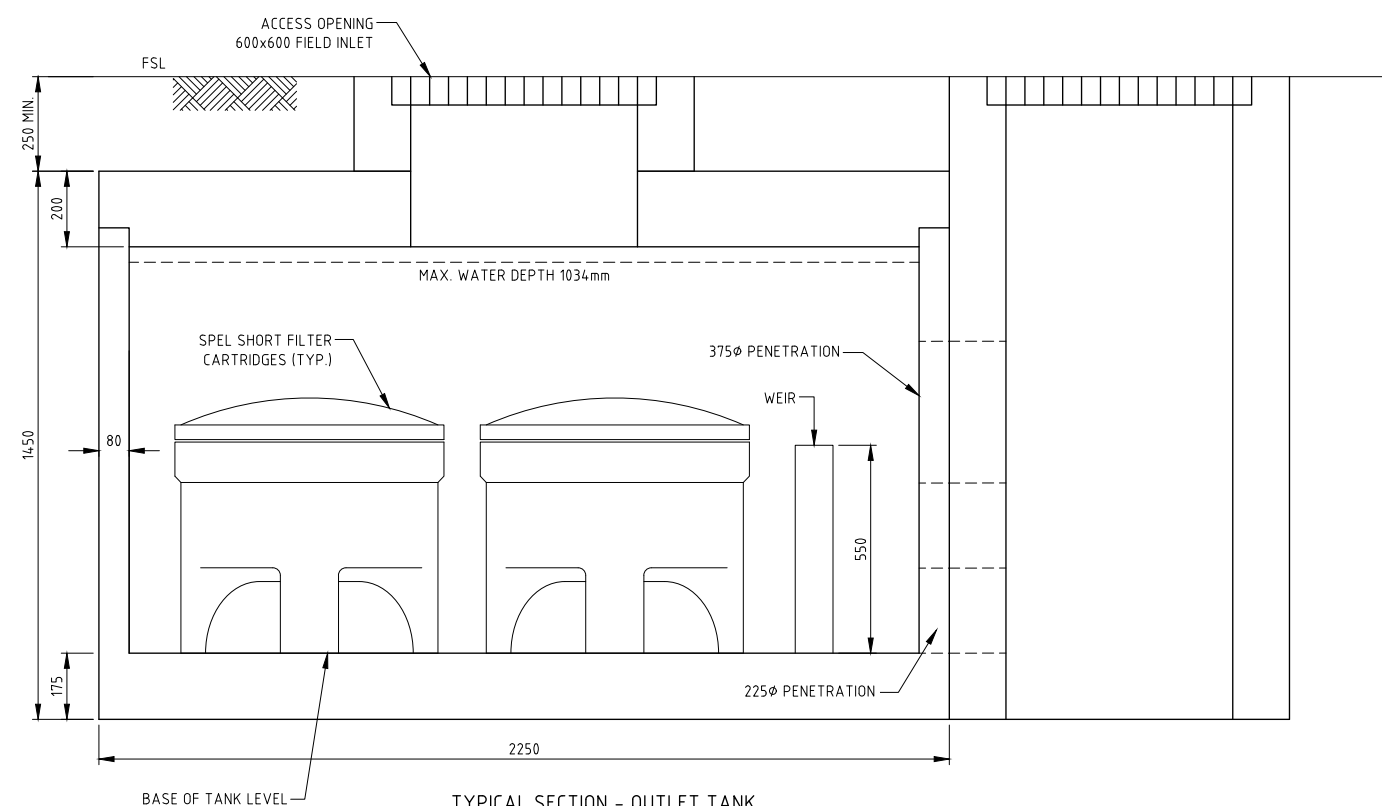 ACCESS OPENING
600x600 FIELD INLET
FSL
250 MIN.
200
MAX. WATER DEPTH 1034mm
SPEL SHORT FILTER
CARTRIDGES (TYP.)
375ø PENETRATION
WEIR
1450
80
550
175
225ø PENETRATION
2250
BASE OF TANK LEVEL
TYPICAL SECTION - OUTLET TANK